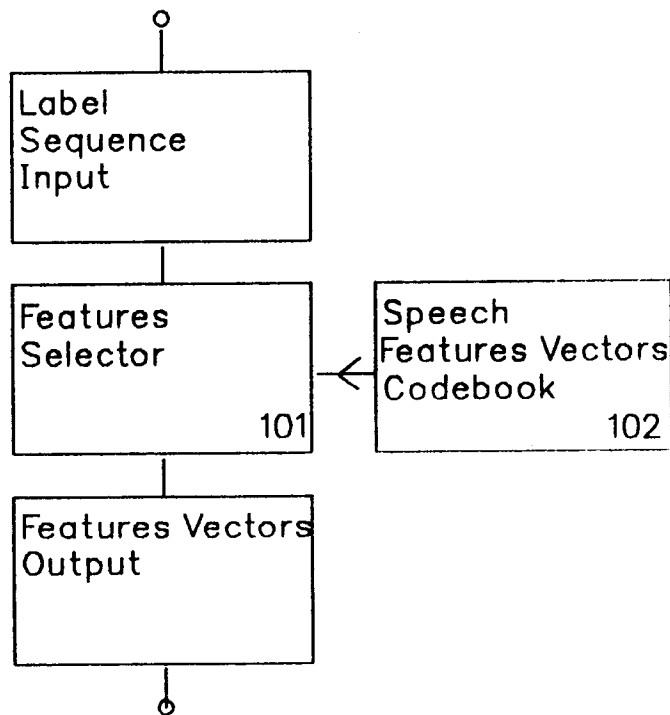 Label
Sequence
Input
Features
Selector
101
Speech
Features Vectors
Codebook
102
Features Vectors
Output